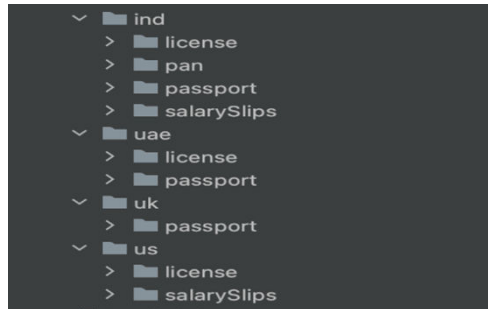 ind
license
pan
passport
salarySlips
uae
license
passport
uk
passport
us
license
salarySlips